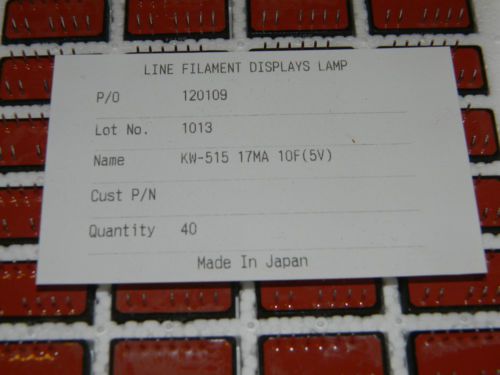 LINE FILAMENT DISPLAYS LAMP
P/O 120109
Lot No. 1013
Name KW-515 17MA 10F(5V)
Cust P/N
Quantity 40
Made In Japan